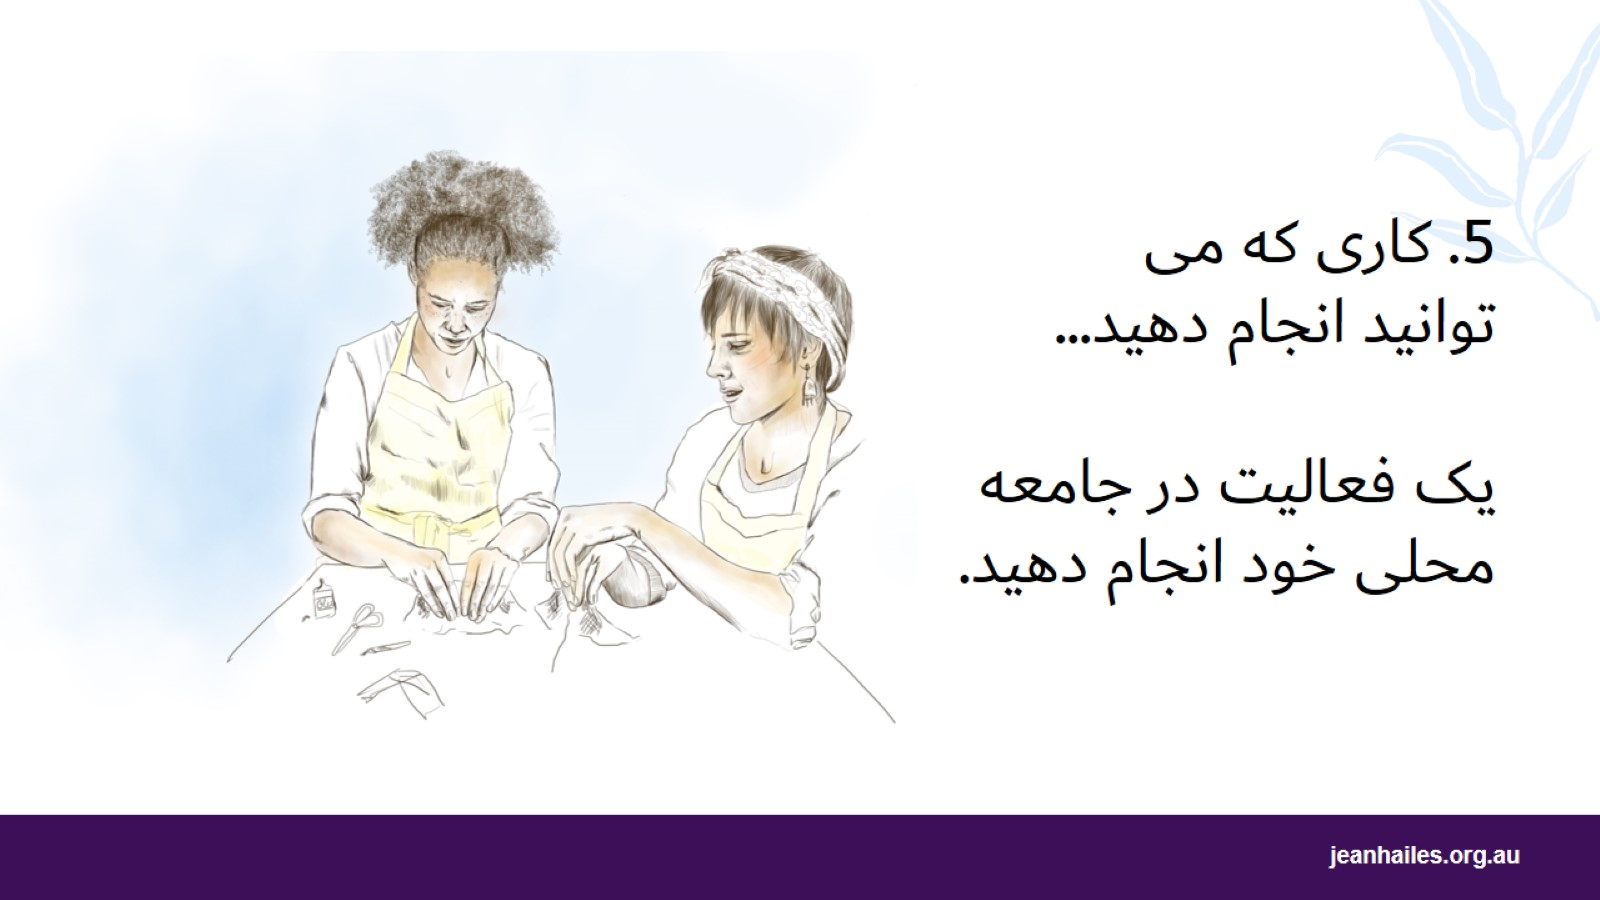 5. کاری که می
توانید انجام دهید...
یک فعالیت در جامعه
محلی خود انجام دهید.
jeanhailes.org.au